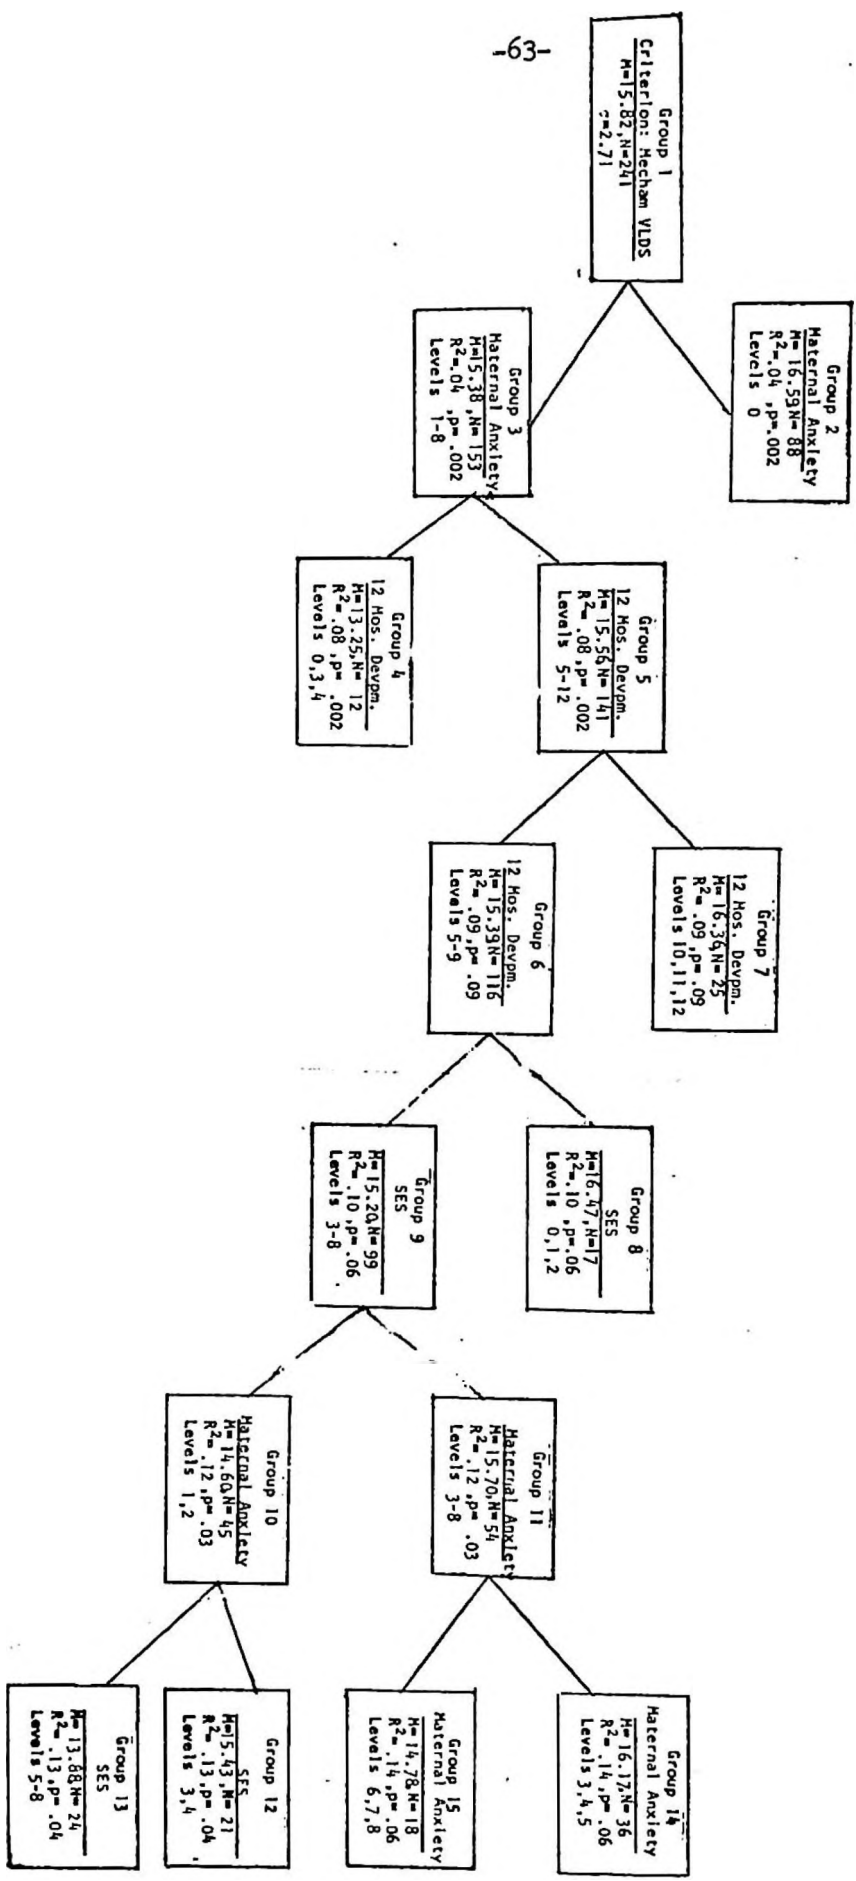 -63-
Group 1
Criterion: Mecham VLDS
M=15.82,N=241
=2.71
Group 2
Maternal Anxiety
M= 16.59,N= 88
R²=.04 ,p=.002
Levels 0
Group 3
Maternal Anxiety
M=15.38 ,N= 153
R²=.04 ,p= .002
Levels 1-8
Group 4
12 Mos. Devpm.
M=13.25,N= 12
R²= .08 ,p= .002
Levels 0,3,4
Group 5
12 Mos. Devpm.
M= 15.56,N= 141
R²= .08 ,p= .002
Levels 5-12
Group 6
12 Mos. Devpm.
M= 15.39,N= 116
R²= .09 ,p= .09
Levels 5-9
Group 7
12 Mos. Devpm.
M= 16.36,N= 25
R²= .09 ,p= .09
Levels 10,11,12
Group 8
SES
M=16.47,N=17
R²=.10 ,p=.06
Levels 0,1,2
Group 9
SES
M=15.20,N= 99
R²= .10 ,p= .06
Levels 3-8
Group 10
Maternal Anxiety
M= 14.60,N= 45
R²= .12 ,p= .03
Levels 1,2
Group 11
Maternal Anxiety
M= 15.70,N= 54
R²= .12 ,p= .03
Levels 3-8
Group 12
SES
M=15.43,N= 21
R²= .13 ,p= .04
Levels 3,4
Group 13
SES
M= 13.88,N= 24
R²= .13 ,p= .04
Levels 5-8
Group 14
Maternal Anxiety
M= 16.17,N= 36
R²= .14 ,p= .06
Levels 3,4,5
Group 15
Maternal Anxiety
M= 14.78,N= 18
R²= .14 ,p= .06
Levels 6,7,8